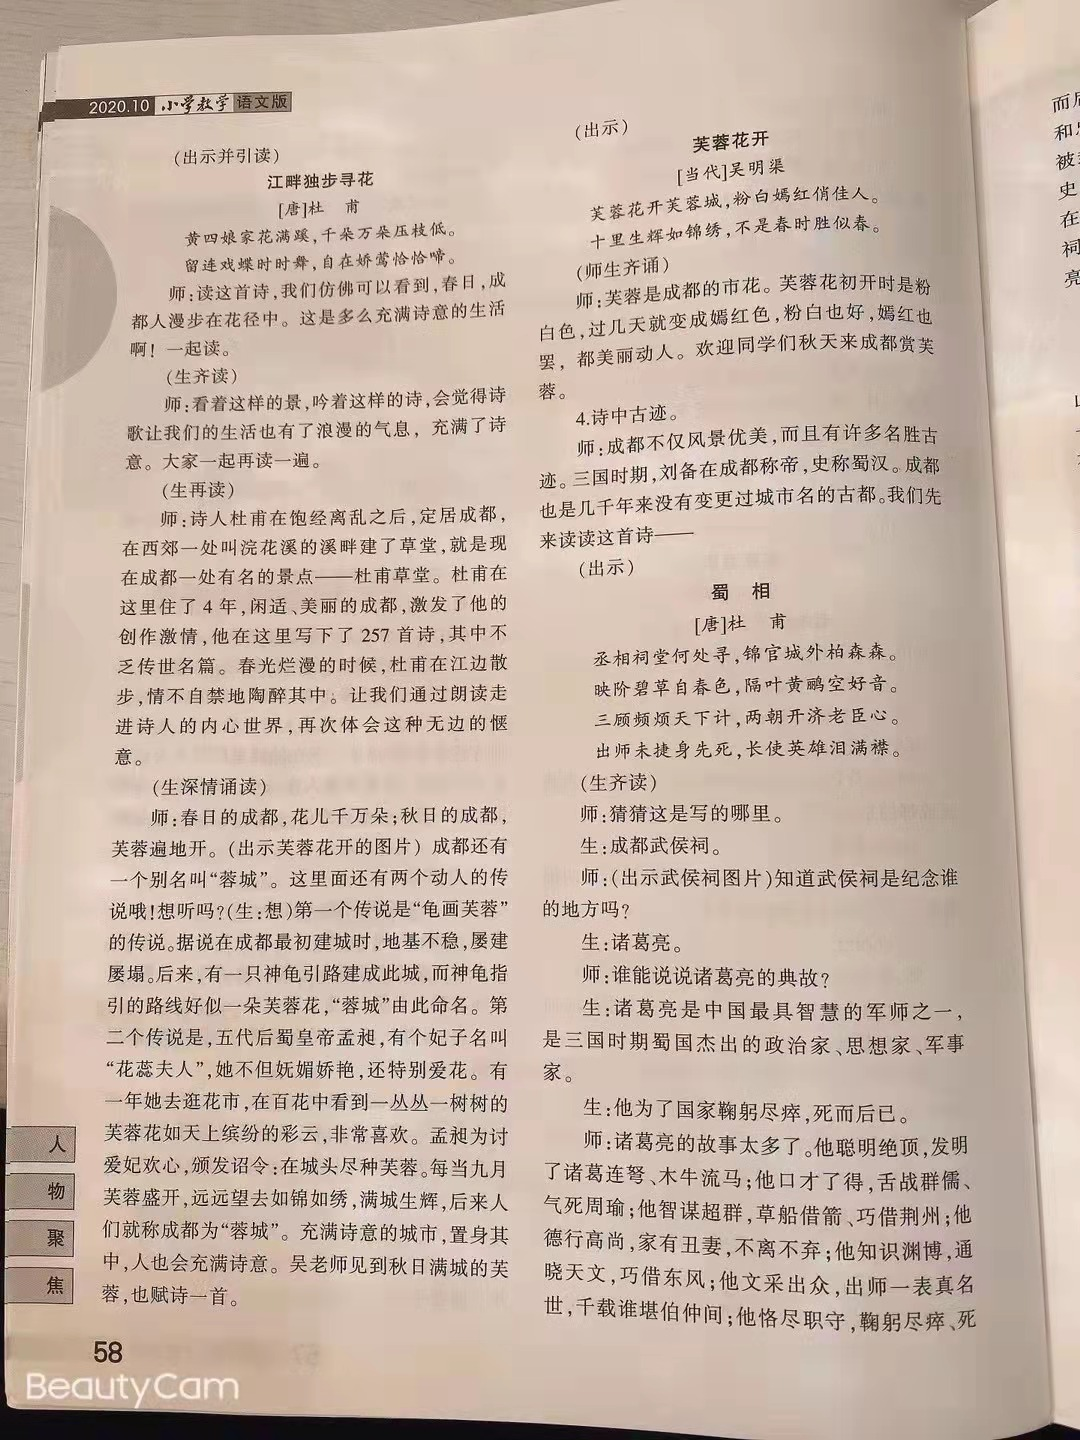 2020.10 小学教学 语文版
(出示并引读)
江畔独步寻花
[唐]杜 甫
黄四娘家花满蹊,千朵万朵压枝低。
留连戏蝶时时舞,自在娇莺恰恰啼。
师:读这首诗,我们仿佛可以看到,春日,成
都人漫步在花径中。这是多么充满诗意的生活
啊!一起读。
(生齐读)
师:看着这样的景,吟着这样的诗,会觉得诗
歌让我们的生活也有了浪漫的气息,充满了诗
意。大家一起再读一遍。
(生再读)
师:诗人杜甫在饱经离乱之后,定居成都,
在西郊一处叫浣花溪的溪畔建了草堂,就是现
在成都一处有名的景点——杜甫草堂。杜甫在
这里住了4年,闲适、美丽的成都,激发了他的
创作激情,他在这里写下了257首诗,其中不
乏传世名篇。春光烂漫的时候,杜甫在江边散
步,情不自禁地陶醉其中。让我们通过朗读走
进诗人的内心世界,再次体会这种无边的惬
意。
(生深情诵读)
师:春日的成都,花儿千万朵;秋日的成都,
芙蓉遍地开。(出示芙蓉花开的图片)成都还有
一个别名叫“蓉城”。这里面还有两个动人的传
说哦!想听吗?(生:想)第一个传说是“龟画芙蓉”
的传说。据说在成都最初建城时,地基不稳,屡建
屡塌。后来,有一只神龟引路建成此城,而神龟指
引的路线好似一朵芙蓉花,“蓉城”由此命名。第
二个传说是,五代后蜀皇帝孟昶,有个妃子名叫
“花蕊夫人”,她不但妩媚娇艳,还特别爱花。有
一年她去逛花市,在百花中看到一丛丛一树树的
芙蓉花如天上缤纷的彩云,非常喜欢。孟昶为讨
爱妃欢心,颁发诏令:在城头尽种芙蓉。每当九月
芙蓉盛开,远远望去如锦如绣,满城生辉,后来人
们就称成都为“蓉城”。充满诗意的城市,置身其
中,人也会充满诗意。吴老师见到秋日满城的芙
蓉,也赋诗一首。
(出示)
芙蓉花开
[当代]吴明渠
芙蓉花开芙蓉城,粉白嫣红俏佳人。
十里生辉如锦绣,不是春时胜似春。
(师生齐诵)
师:芙蓉是成都的市花。芙蓉花初开时是粉
白色,过几天就变成嫣红色,粉白也好,嫣红也
罢,都美丽动人。欢迎同学们秋天来成都赏芙
蓉。
4.诗中古迹。
师:成都不仅风景优美,而且有许多名胜古
迹。三国时期,刘备在成都称帝,史称蜀汉。成都
也是几千年来没有变更过城市名的古都。我们先
来读读这首诗——
(出示)
蜀 相
[唐]杜 甫
丞相祠堂何处寻,锦官城外柏森森。
映阶碧草自春色,隔叶黄鹂空好音。
三顾频烦天下计,两朝开济老臣心。
出师未捷身先死,长使英雄泪满襟。
(生齐读)
师:猜猜这是写的哪里。
生:成都武侯祠。
师:(出示武侯祠图片)知道武侯祠是纪念谁
的地方吗?
生:诸葛亮。
师:谁能说说诸葛亮的典故?
生:诸葛亮是中国最具智慧的军师之一,
是三国时期蜀国杰出的政治家、思想家、军事
家。
生:他为了国家鞠躬尽瘁,死而后已。
师:诸葛亮的故事太多了。他聪明绝顶,发明
了诸葛连弩、木牛流马;他口才了得,舌战群儒、
气死周瑜;他智谋超群,草船借箭、巧借荆州;他
德行高尚,家有丑妻,不离不弃;他知识渊博,通
晓天文,巧借东风;他文采出众,出师一表真名
世,千载谁堪伯仲间;他恪尽职守,鞠躬尽瘁、死
人
物
聚
焦
58
BeautyCam
而后
和
被
史
在
祠
亮